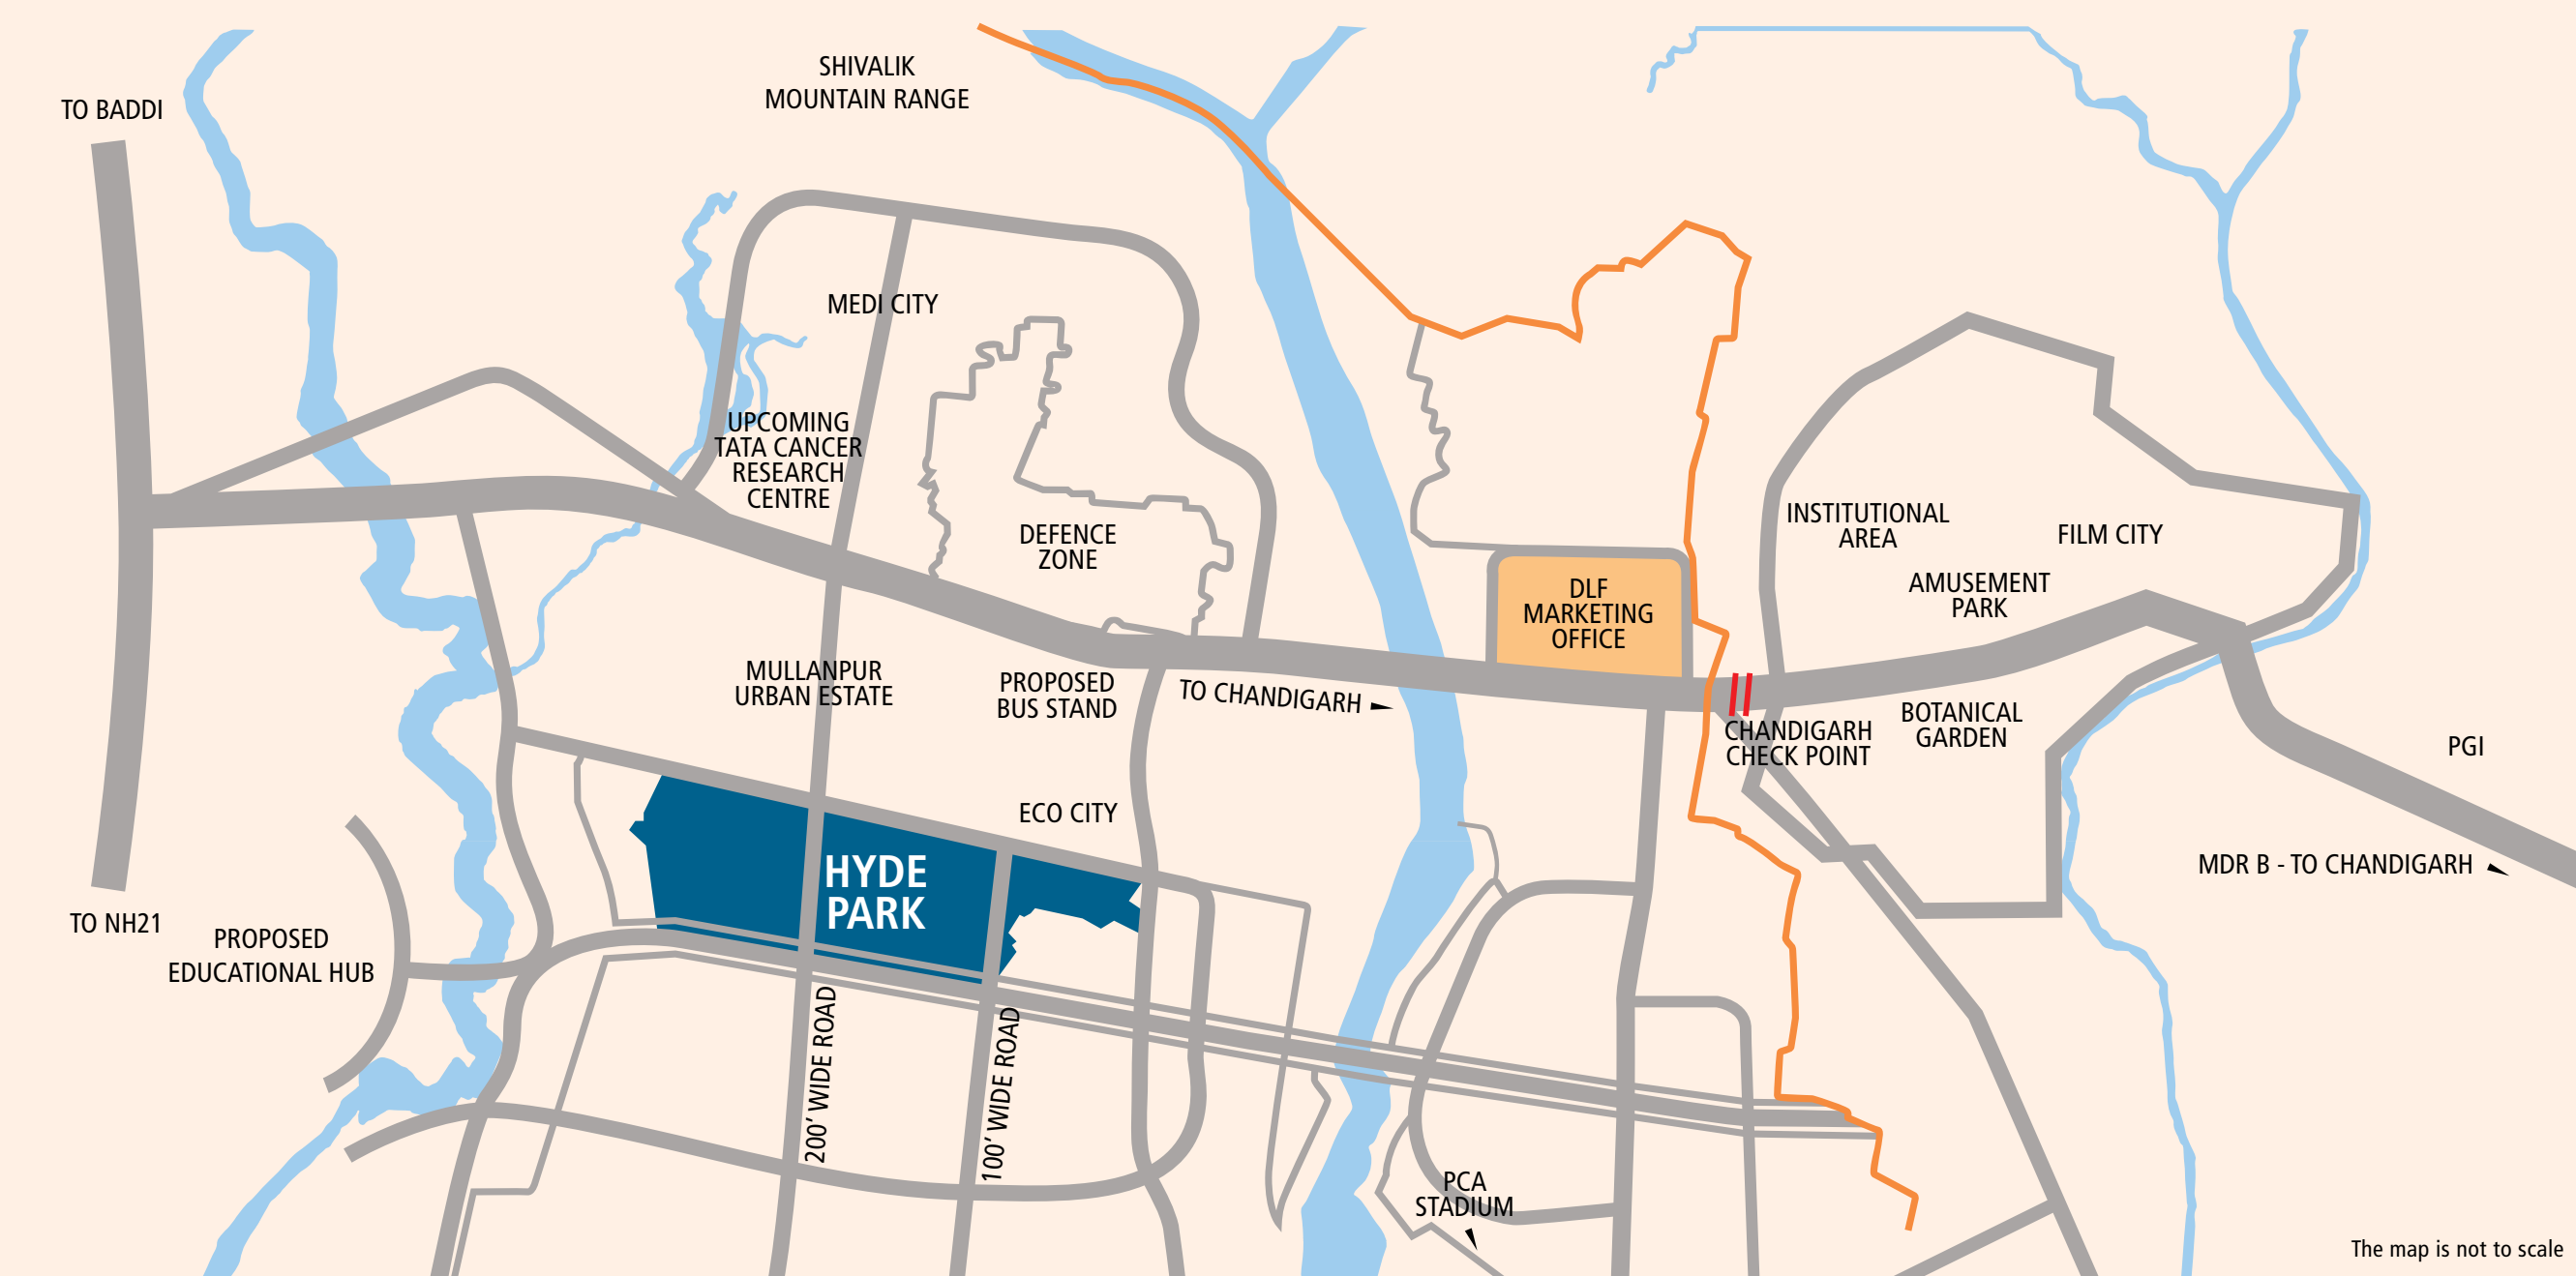 SHIVALIK
MOUNTAIN RANGE
TO BADDI
MEDI CITY
UPCOMING
TATA CANCER
RESEARCH
CENTRE
DEFENCE
ZONE
INSTITUTIONAL
AREA
FILM CITY
AMUSEMENT
PARK
DLF
MARKETING
OFFICE
MULLANPUR
URBAN ESTATE
PROPOSED
BUS STAND
TO CHANDIGARH
CHANDIGARH
CHECK POINT
BOTANICAL
GARDEN
PGI
ECO CITY
HYDE
PARK
MDR B - TO CHANDIGARH
TO NH21
PROPOSED
EDUCATIONAL HUB
200’ WIDE ROAD
100’ WIDE ROAD
PCA
STADIUM
The map is not to scale